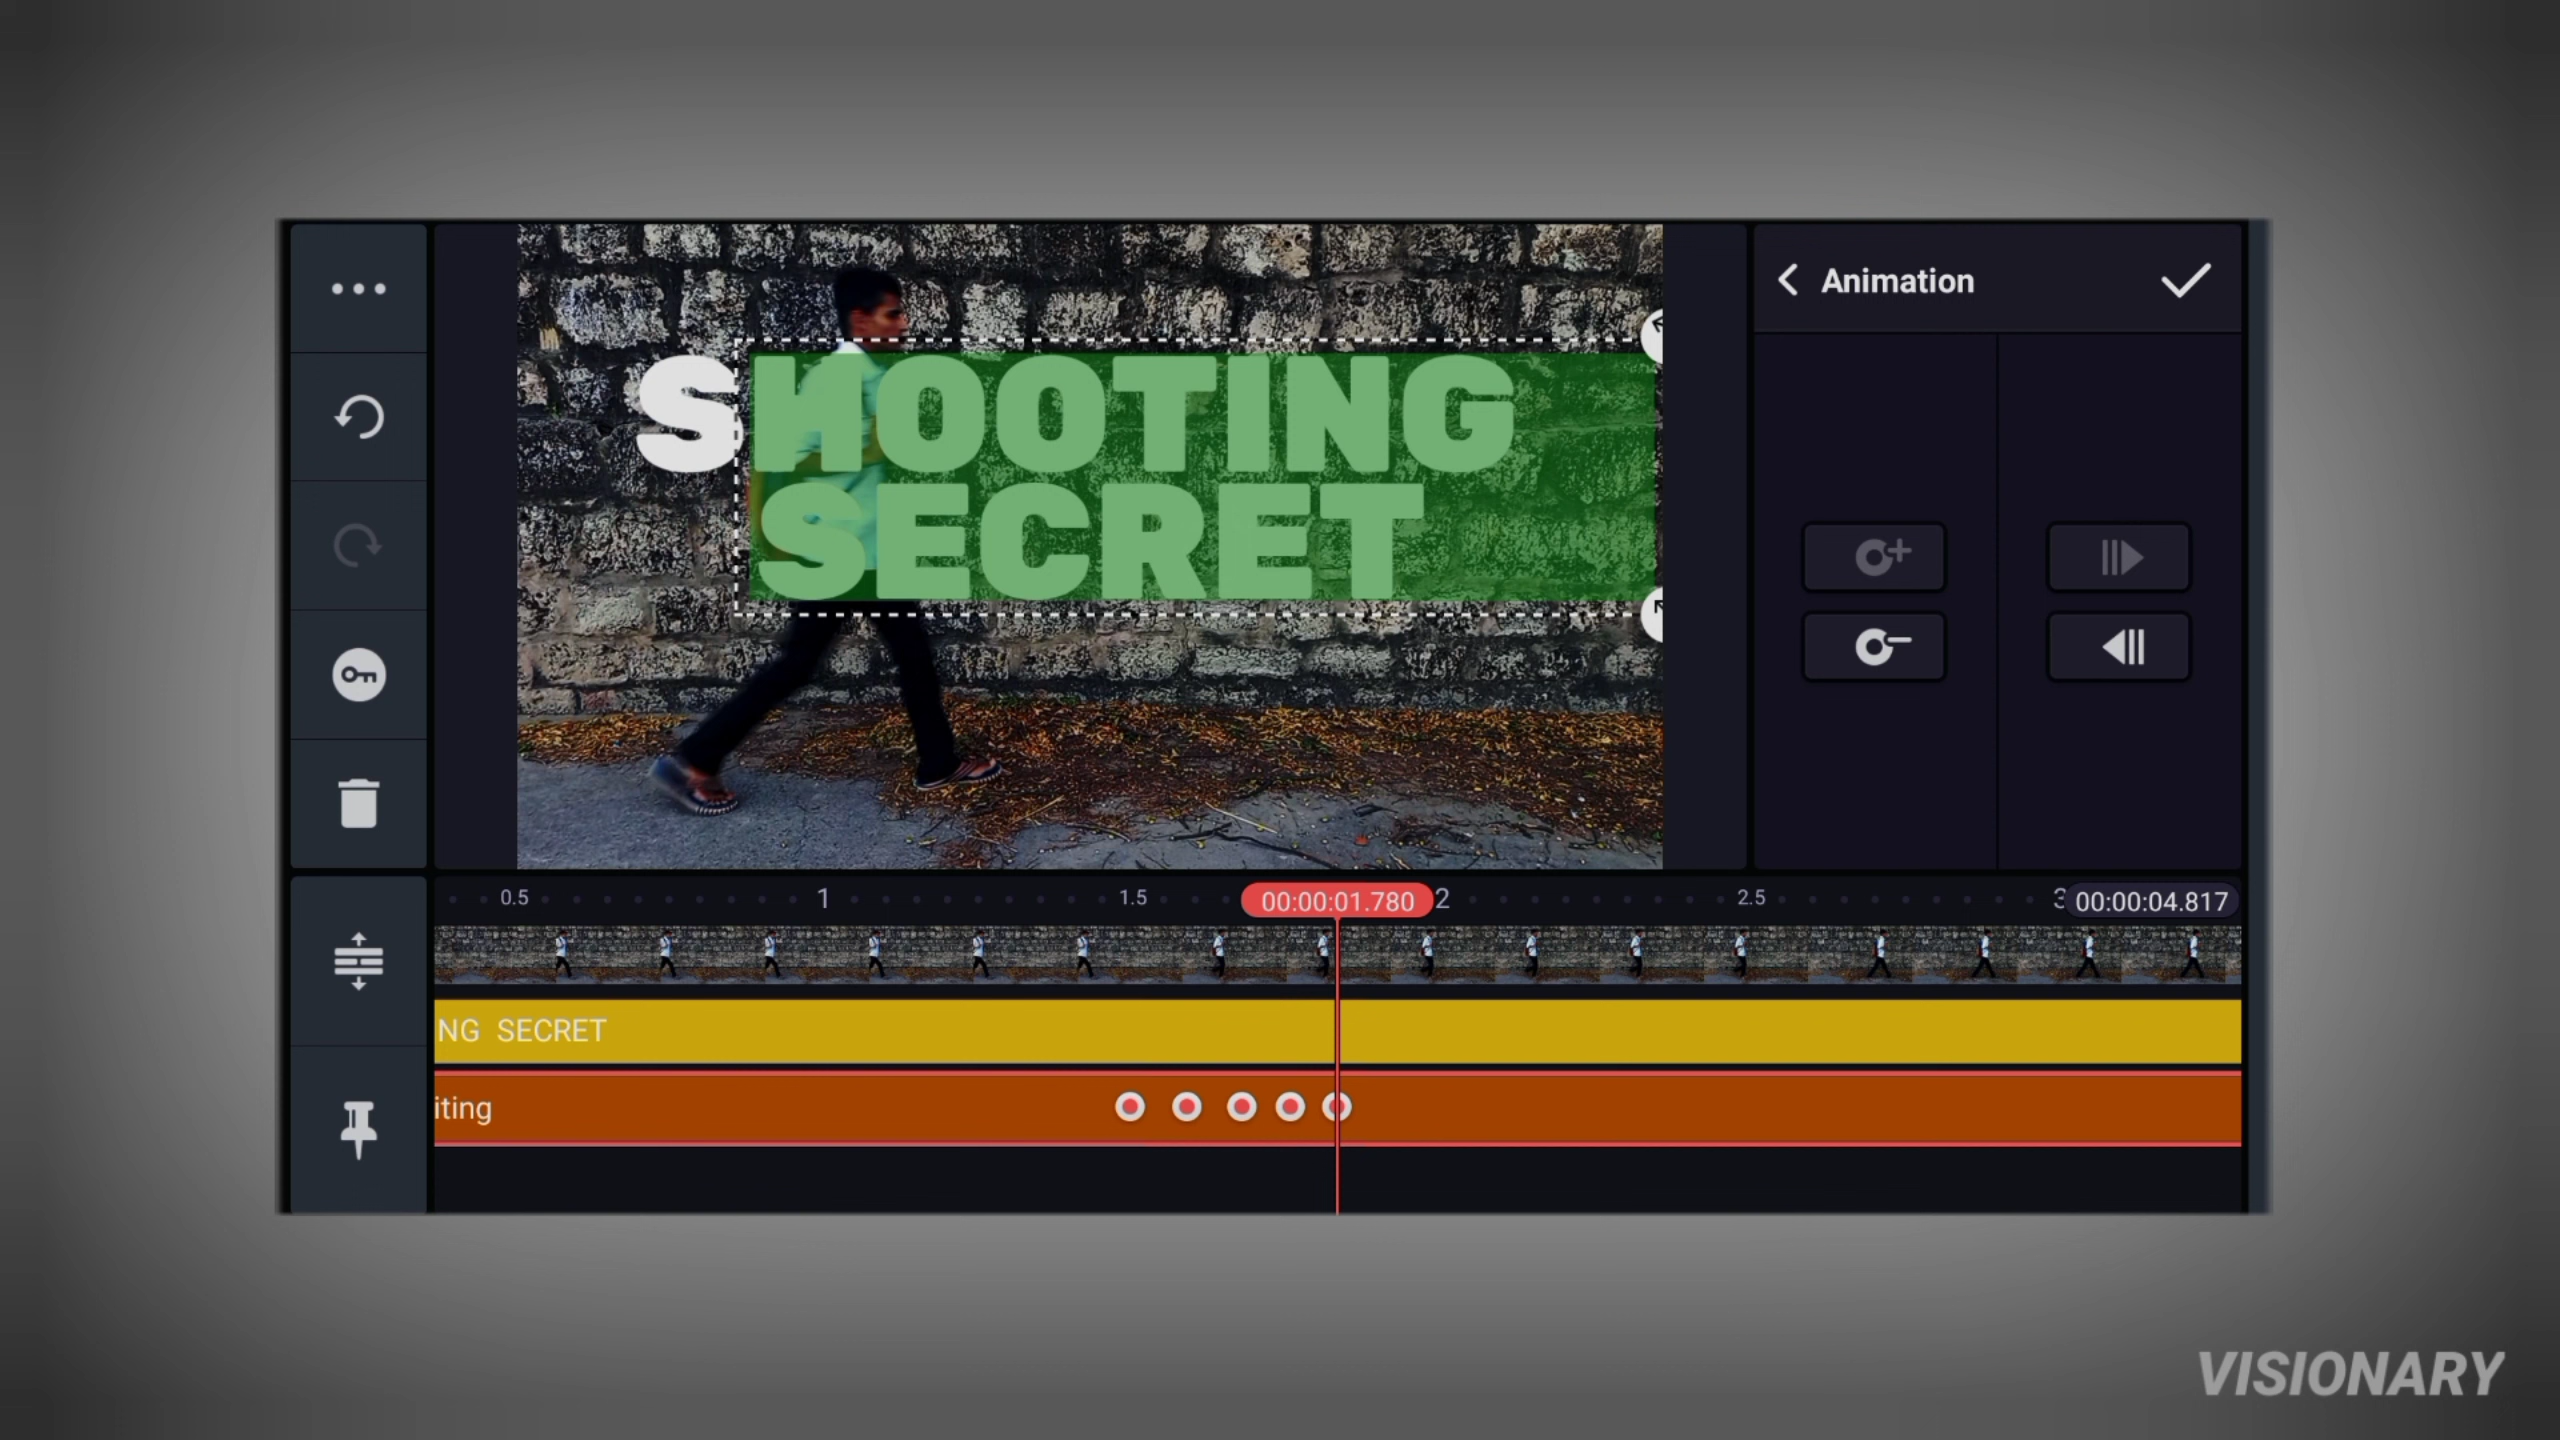 Animation
SHOOTING
SECRET
0.5
1
1.5
00:00:01.780
2
2.5
3
00:00:04.817
NG SECRET
iting
VISIONARY